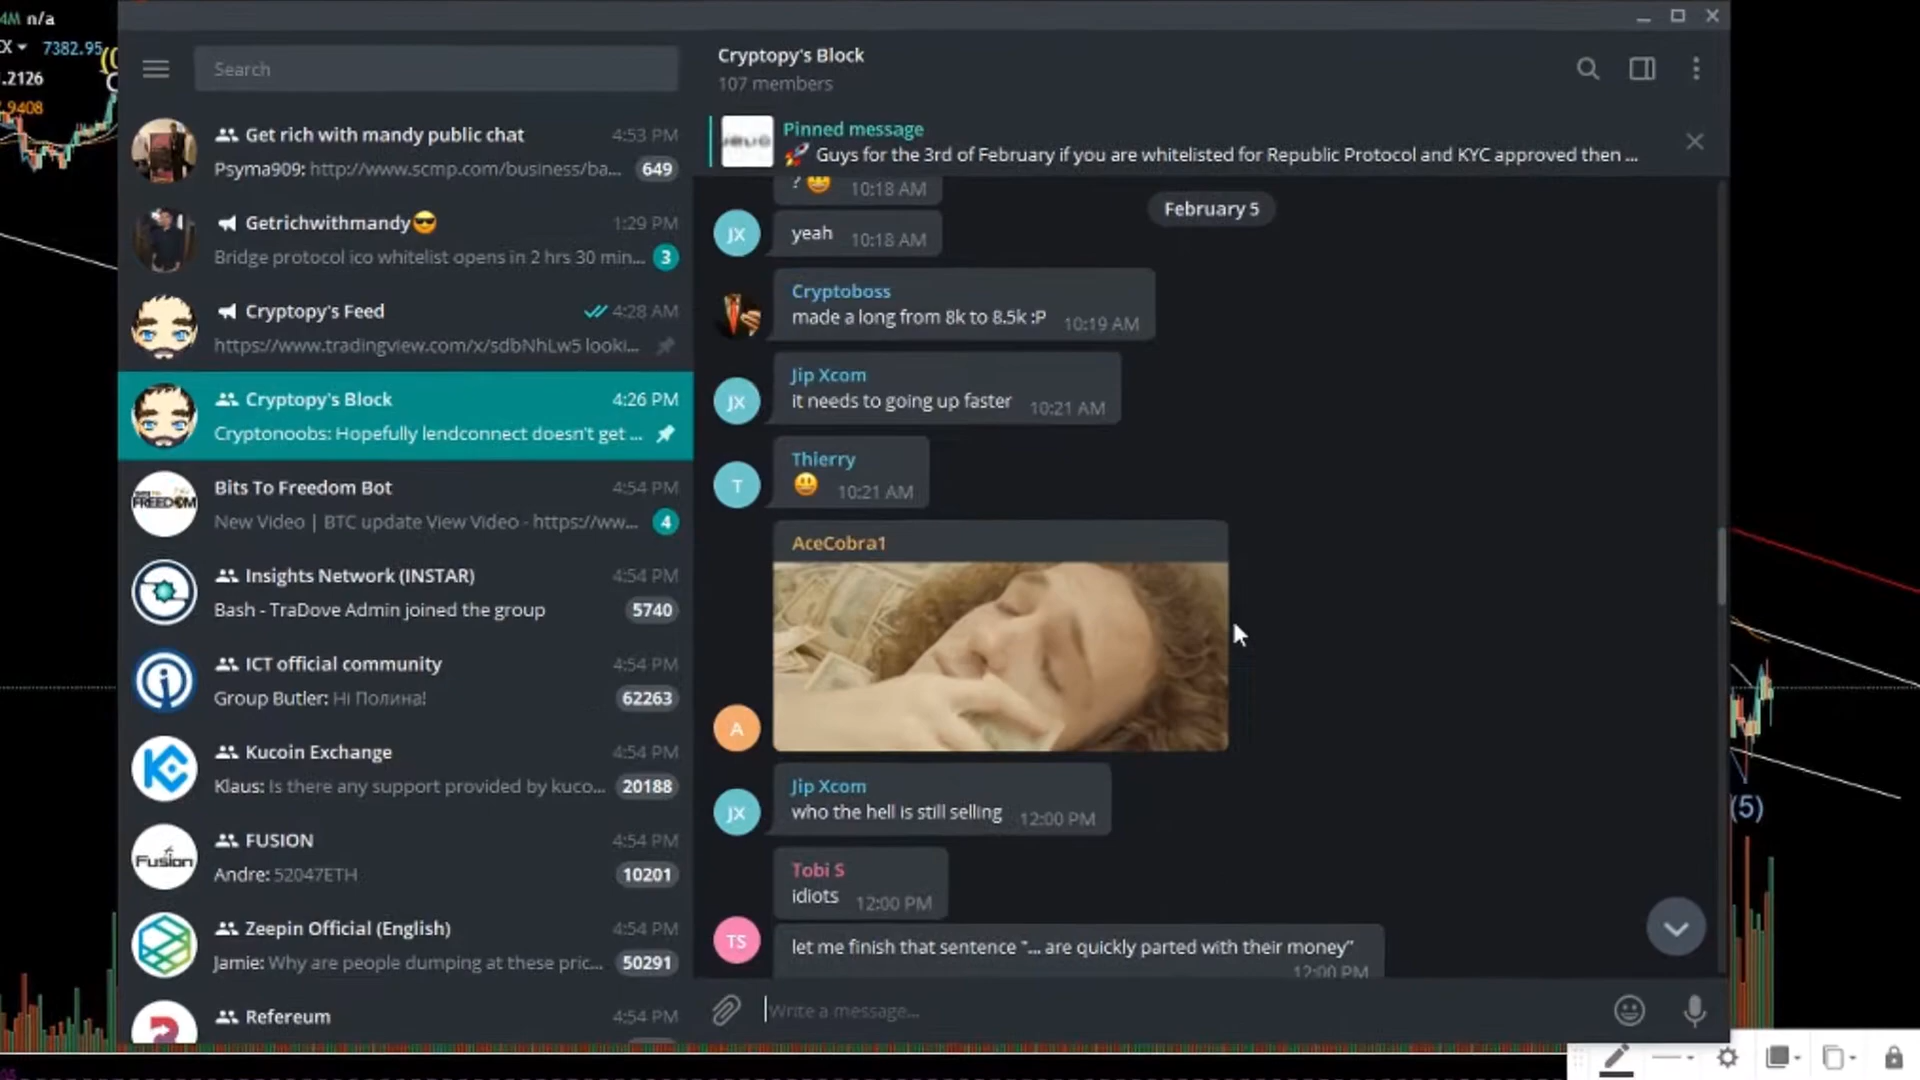 4M n/a
7382.95
.2126
.9408
Search
Get rich with mandy public chat 4:53 PM
Psyma909: http://www.scmp.com/business/ba... 649
Getrichwithmandy😎 1:29 PM
Bridge protocol ico whitelist opens in 2 hrs 30 min... 3
Cryptopy's Feed 4:28 AM
https://www.tradingview.com/x/sdbNhLw5 looki...
Cryptopy's Block 4:26 PM
Cryptonoobs: Hopefully lendconnect doesn't get ...
FREEDOM
Bits To Freedom Bot 4:54 PM
New Video | BTC update View Video - https://ww... 4
Insights Network (INSTAR) 4:54 PM
Bash - TraDove Admin joined the group 5740
ICT official community 4:54 PM
Group Butler: Hi Полина! 62263
Kucoin Exchange 4:54 PM
Klaus: Is there any support provided by kuco... 20188
Fusion
FUSION 4:54 PM
Andre: 52047ETH 10201
Zeepin Official (English) 4:54 PM
Jamie: Why are people dumping at these pric... 50291
Refereum 4:54 PM
Cryptopy's Block
107 members
Pinned message
🚀 Guys for the 3rd of February if you are whitelisted for Republic Protocol and KYC approved then ...
? 😀 10:18 AM
February 5
JX
yeah 10:18 AM
Cryptoboss
made a long from 8k to 8.5k :P 10:19 AM
Jip Xcom
JX
it needs to going up faster 10:21 AM
Thierry
T
😃 10:21 AM
AceCobra1
A
Jip Xcom
JX
who the hell is still selling 12:00 PM
Tobi S
idiots 12:00 PM
TS
let me finish that sentence "... are quickly parted with their money"
12:00 PM
Write a message...
(5)